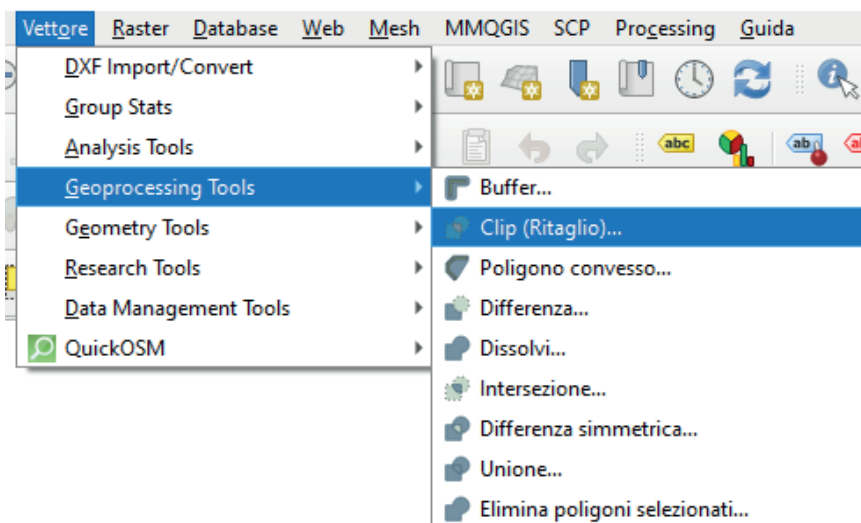 Vettore Raster Database Web Mesh MMQGIS SCP Processing Guida
DXF Import/Convert
Group Stats
Analysis Tools
abc
ab
Geoprocessing Tools
Buffer...
Geometry Tools
Clip (Ritaglio)...
Research Tools
Poligono convesso...
Data Management Tools
Differenza...
QuickOSM
Dissolvi...
Intersezione...
Differenza simmetrica...
Unione...
Elimina poligoni selezionati...